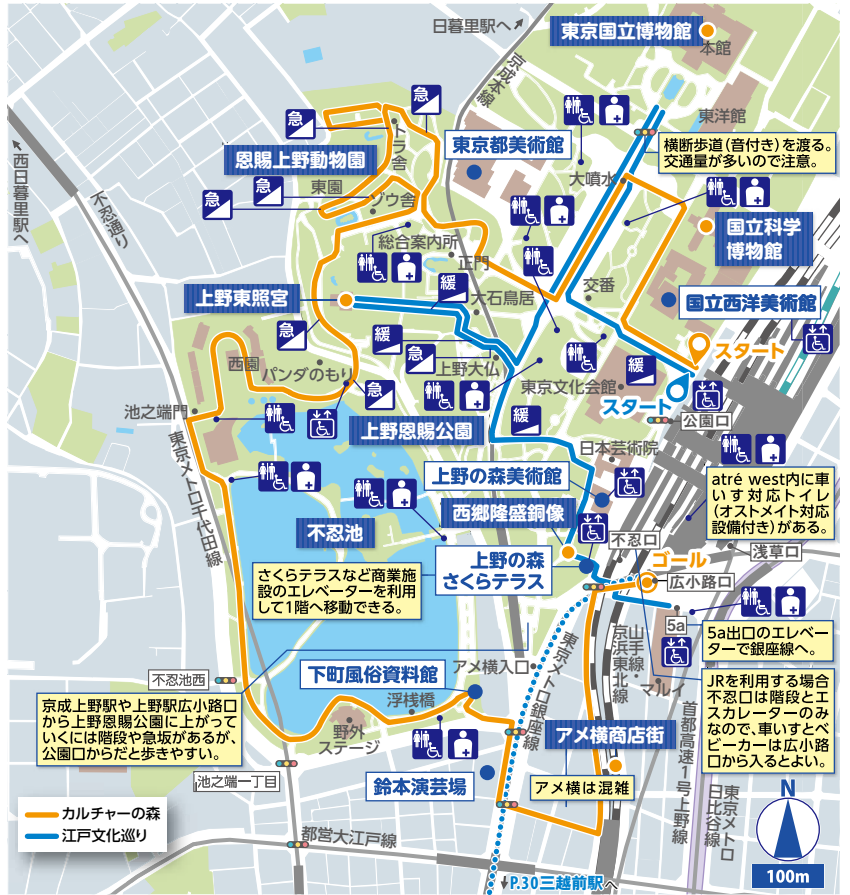 日暮里駅へ
東京国立博物館
本館
京成本線
急
急
トラ舎
東洋館
恩賜上野動物園
東京都美術館
横断歩道(音付き)を渡る。
交通量が多いので注意。
西日暮里駅へ
不忍通り
急
急
東園
ゾウ舎
大噴水
国立科学
博物館
総合案内所
正門
交番
上野東照宮
緩
大石鳥居
国立西洋美術館
急
緩
急
上野大仏
スタート
西園
パンダのもり
急
緩
東京文化会館
スタート
池之端門
緩
公園口
上野恩賜公園
日本芸術院
東京メトロ千代田線
上野の森美術館
atré west内に車
いす対応トイレ
(オストメイト対応
設備付き)がある。
西郷隆盛銅像
不忍池
不忍口
浅草口
上野の森
さくらテラス
ゴール
広小路口
さくらテラスなど商業施
設のエレベーターを利用
して1階へ移動できる。
5a
5a出口のエレベー
ターで銀座線へ。
山手線・
京浜東北線
マルイ
アメ横入口
東京メトロ銀座線
不忍池西
下町風俗資料館
JRを利用する場合
不忍口は階段とエ
スカレーターのみ
なので、車いすとベ
ビーカーは広小路
口から入るとよい。
京成上野駅や上野駅広小路口
から上野恩賜公園に上がって
いくには階段や急坂があるが、
公園口からだと歩きやすい。
浮桟橋
野外
ステージ
アメ横商店街
首都高速1号上野線
池之端一丁目
鈴本演芸場
アメ横は混雑
東京メトロ
日比谷線
カルチャーの森
江戸文化巡り
都営大江戸線
N
100m
P.30三越前駅へ